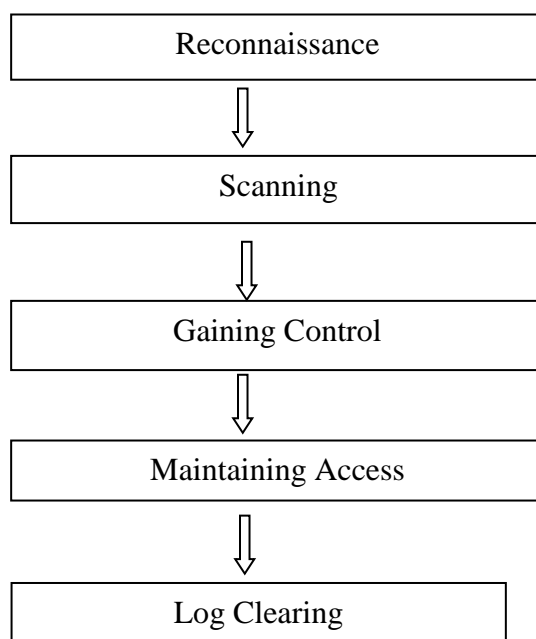 Reconnaissance
Scanning
Gaining Control
Maintaining Access
Log Clearing